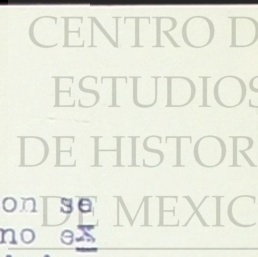 CENTRO D
ESTUDIOS
DE HISTOR
DE MEXIC
on se
no ex